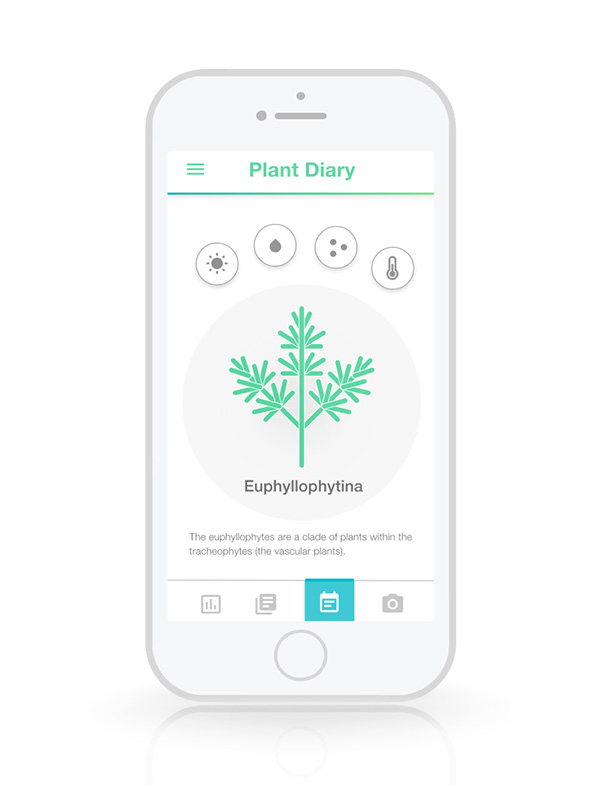 Plant Diary
Euphyllophytina
The euphyllophytes are a clade of plants within the
tracheophytes (the vascular plants).